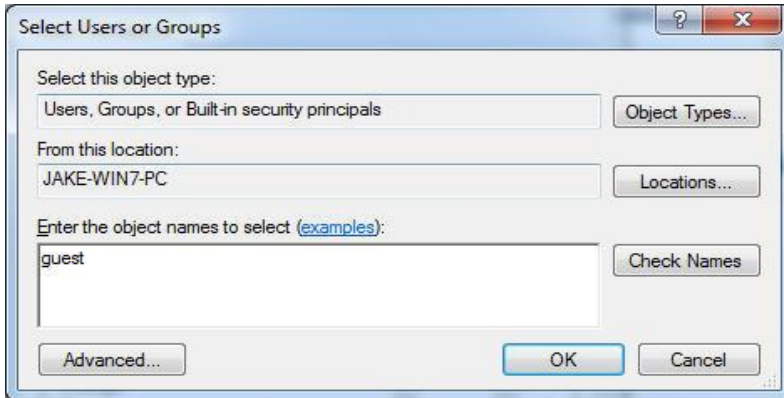 Select Users or Groups
Select this object type:
Users, Groups, or Built-in security principals
Object Types...
From this location:
JAKE-WIN7-PC
Locations...
Enter the object names to select (examples):
guest
Check Names
Advanced...
OK
Cancel